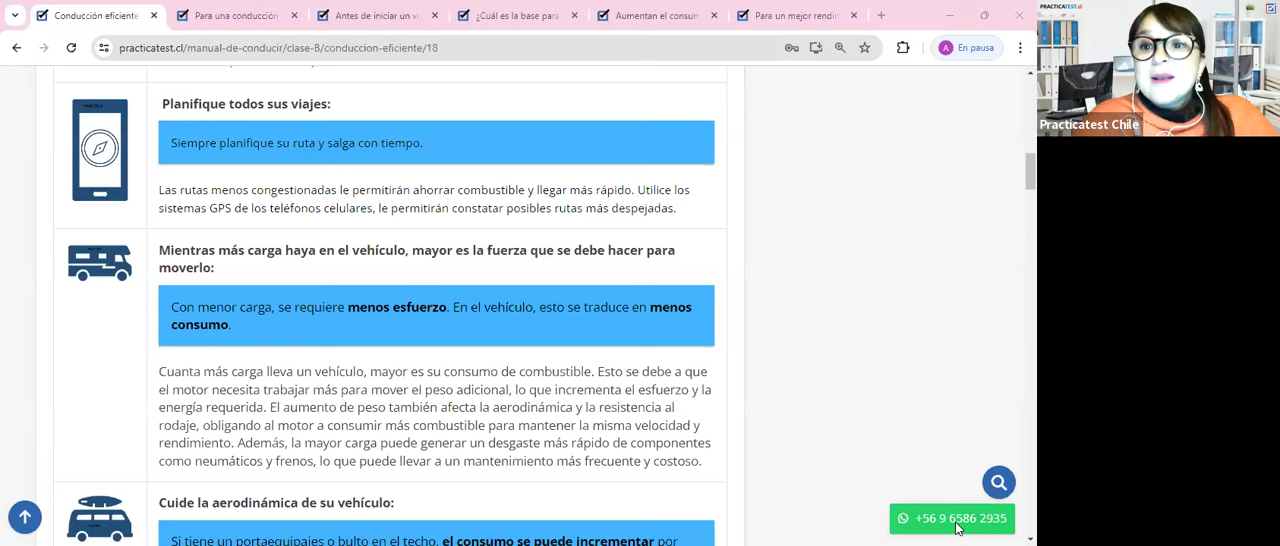 Conducción eficiente
Para una conducción
Antes de iniciar un vi
¿Cuál es la base para
Aumentan el consum
Para un mejor rendin
practicatest.cl/manual-de-conducir/clase-B/conduccion-eficiente/18
A En pausa
PRACTICATEST.cl
Practicatest Chile
Planifique todos sus viajes:
Siempre planifique su ruta y salga con tiempo.
Las rutas menos congestionadas le permitirán ahorrar combustible y llegar más rápido. Utilice los
sistemas GPS de los teléfonos celulares, le permitirán constatar posibles rutas más despejadas.
Mientras más carga haya en el vehículo, mayor es la fuerza que se debe hacer para
moverlo:
Con menor carga, se requiere menos esfuerzo. En el vehículo, esto se traduce en menos
consumo.
Cuanta más carga lleva un vehículo, mayor es su consumo de combustible. Esto se debe a que
el motor necesita trabajar más para mover el peso adicional, lo que incrementa el esfuerzo y la
energía requerida. El aumento de peso también afecta la aerodinámica y la resistencia al
rodaje, obligando al motor a consumir más combustible para mantener la misma velocidad y
rendimiento. Además, la mayor carga puede generar un desgaste más rápido de componentes
como neumáticos y frenos, lo que puede llevar a un mantenimiento más frecuente y costoso.
Cuide la aerodinámica de su vehículo:
Si tiene un portaequipajes o bulto en el techo, el consumo se puede incrementar por
+56 9 6586 2935